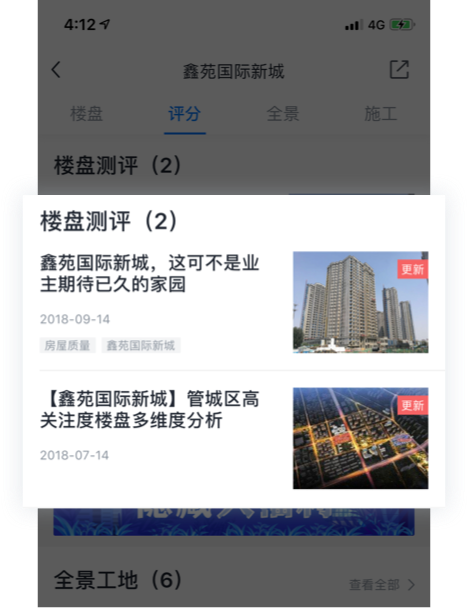 4:12
4G
鑫苑国际新城
楼盘
评分
全景
施工
楼盘测评（2）
楼盘测评（2）
鑫苑国际新城，这可不是业
主期待已久的家园
更新
2018-09-14
房屋质量
鑫苑国际新城
【鑫苑国际新城】管城区高
关注度楼盘多维度分析
更新
2018-07-14
全景工地（6）
查看全部